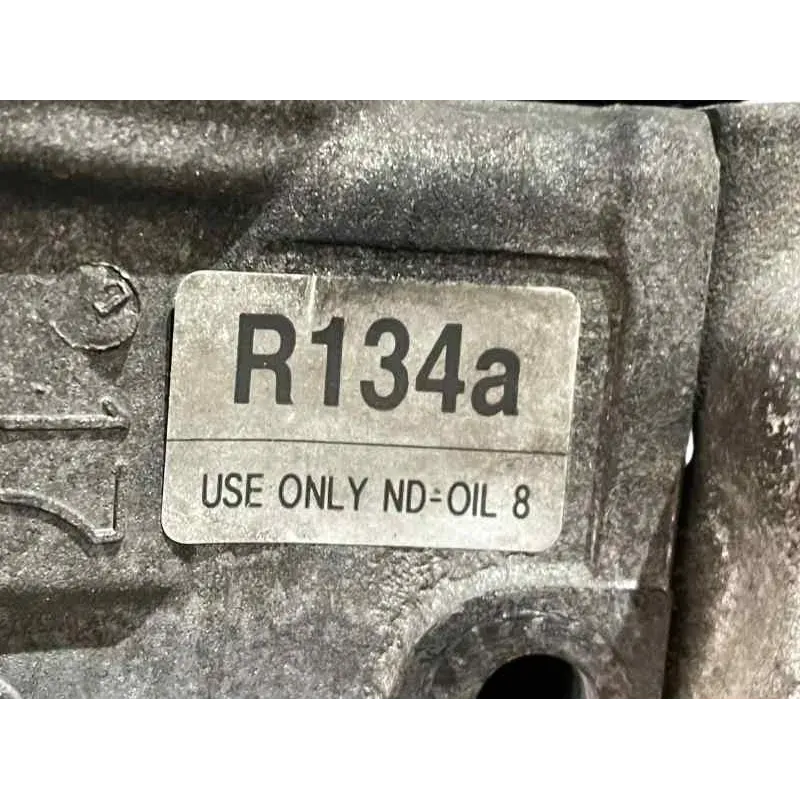 R134a
USE ONLY ND-OIL 8